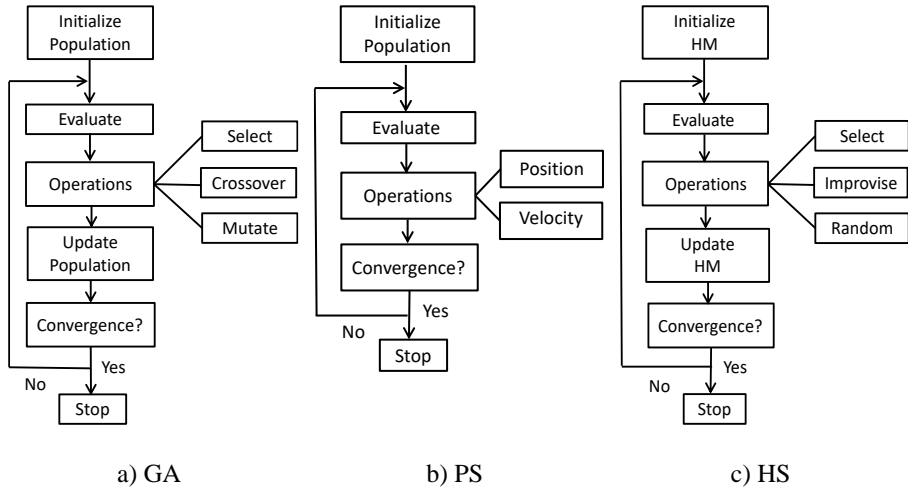 Initialize
Population
Evaluate
Operations
Select
Crossover
Mutate
Update
Population
Convergence?
Yes
No
Stop
a) GA
Initialize
Population
Evaluate
Operations
Position
Velocity
Convergence?
Yes
No
Stop
b) PS
Initialize
HM
Evaluate
Operations
Select
Improvise
Random
Update
HM
Convergence?
Yes
No
Stop
c) HS